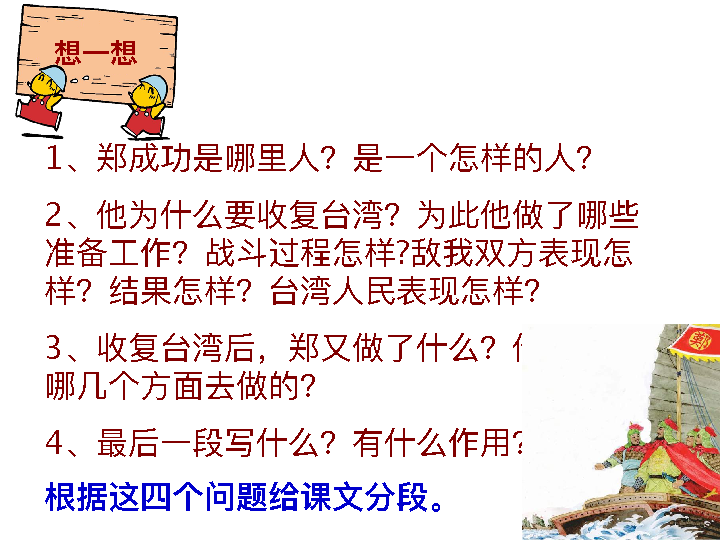 想一想
1、郑成功是哪里人？是一个怎样的人？
2、他为什么要收复台湾？为此他做了哪些
准备工作？战斗过程怎样?敌我双方表现怎
样？结果怎样？台湾人民表现怎样？
3、收复台湾后，郑又做了什么？
哪几个方面去做的？
4、最后一段写什么？有什么作用？
根据这四个问题给课文分段。
鄭